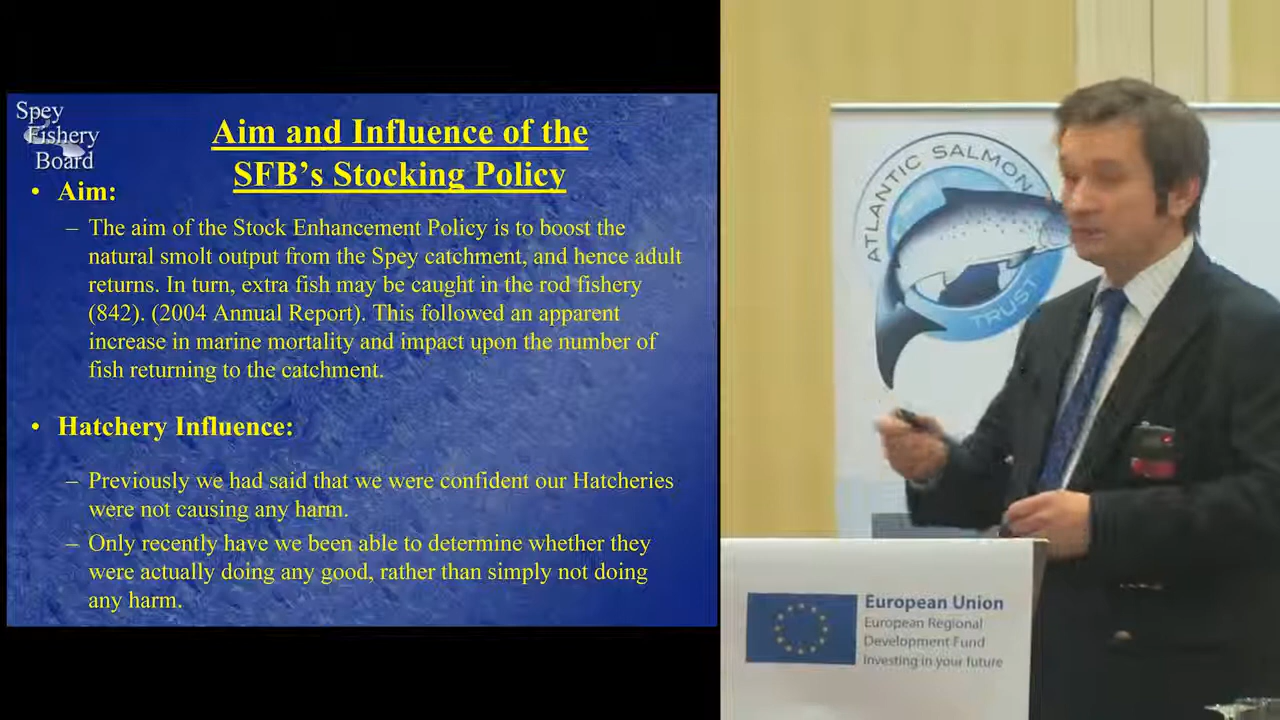 Spey
Fishery
Board
Aim and Influence of the
SFB's Stocking Policy
• Aim:
– The aim of the Stock Enhancement Policy is to boost the
natural smolt output from the Spey catchment, and hence adult
returns. In turn, extra fish may be caught in the rod fishery
(842). (2004 Annual Report). This followed an apparent
increase in marine mortality and impact upon the number of
fish returning to the catchment.
• Hatchery Influence:
– Previously we had said that we were confident our Hatcheries
were not causing any harm.
– Only recently have we been able to determine whether they
were actually doing any good, rather than simply not doing
any harm.
ATLANTIC SALMON
TRUST
European Union
European Regional
Development Fund
Investing in your future